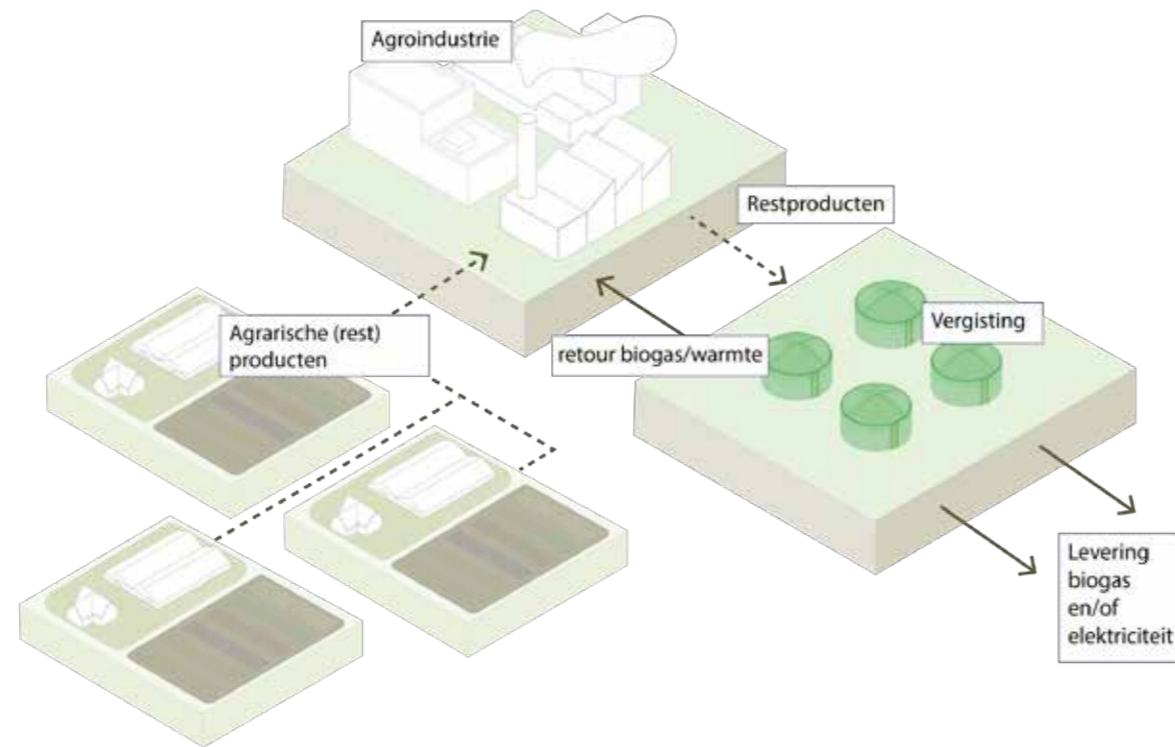 Agroindustrie
Restproducten
Agrarische (rest)
producten
Vergisting
retour biogas/warmte
Levering
biogas
en/of
elektriciteit